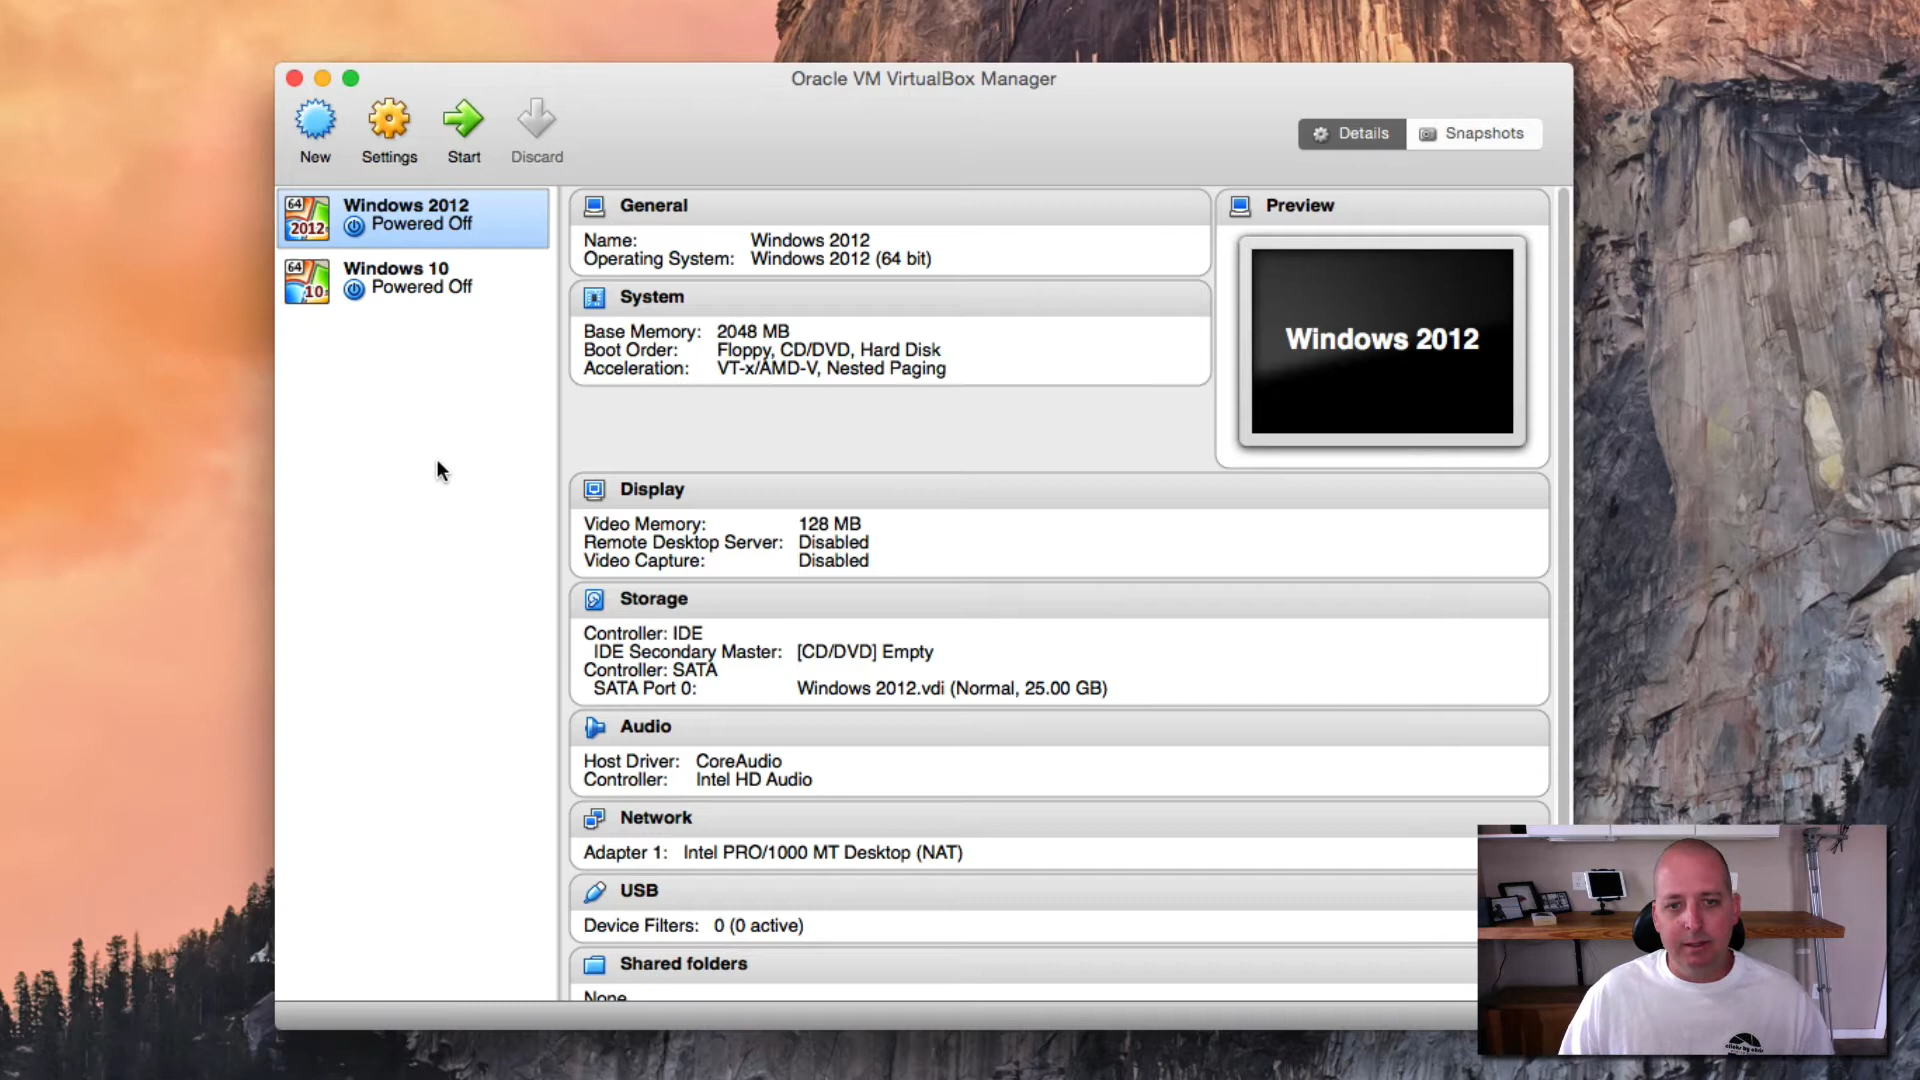 Oracle VM VirtualBox Manager
New
Settings
Start
Discard
Details
Snapshots
64
2012
Windows 2012
Powered Off
64
10
Windows 10
Powered Off
General
Name: Windows 2012
Operating System: Windows 2012 (64 bit)
System
Base Memory: 2048 MB
Boot Order: Floppy, CD/DVD, Hard Disk
Acceleration: VT-x/AMD-V, Nested Paging
Preview
Windows 2012
Display
Video Memory: 128 MB
Remote Desktop Server: Disabled
Video Capture: Disabled
Storage
Controller: IDE
IDE Secondary Master: [CD/DVD] Empty
Controller: SATA
SATA Port 0: Windows 2012.vdi (Normal, 25.00 GB)
Audio
Host Driver: CoreAudio
Controller: Intel HD Audio
Network
Adapter 1: Intel PRO/1000 MT Desktop (NAT)
USB
Device Filters: 0 (0 active)
Shared folders
None